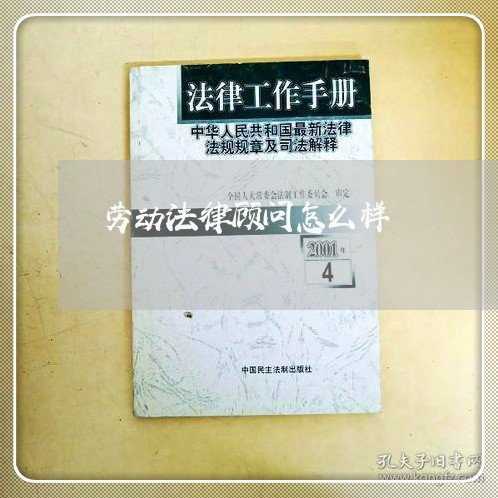 法律工作手册
中华人民共和国最新法律
法规规章及司法解释
全国人大常委会法制工作委员会 审定
劳动法律顾问怎么样
2001年
4
中国民主法制出版社
孔夫子旧书网